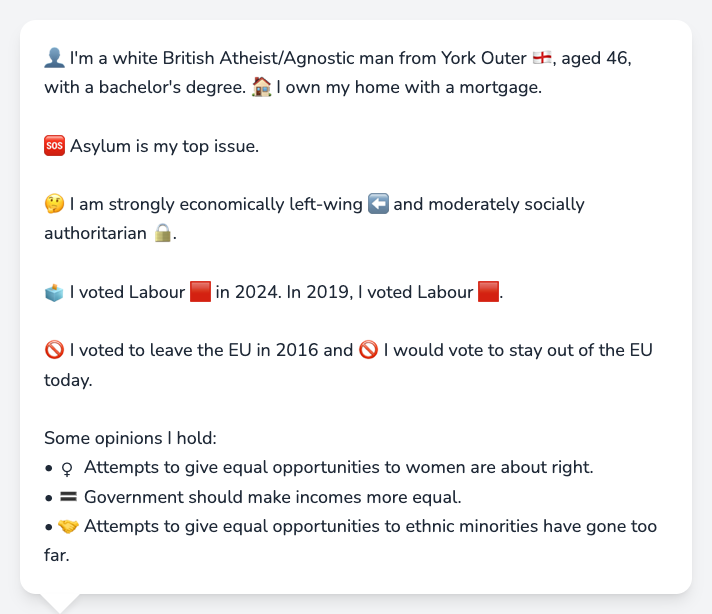 👤 I'm a white British Atheist/Agnostic man from York Outer 🏴󠁧󠁢󠁥󠁮󠁧󠁿, aged 46,
with a bachelor's degree. 🏠 I own my home with a mortgage.
🆘 Asylum is my top issue.
🤔 I am strongly economically left-wing ⬅️ and moderately socially
authoritarian 🔒.
🗳️ I voted Labour 🟥 in 2024. In 2019, I voted Labour 🟥.
🚫 I voted to leave the EU in 2016 and 🚫 I would vote to stay out of the EU
today.
Some opinions I hold:
• ♀ Attempts to give equal opportunities to women are about right.
• 🟰 Government should make incomes more equal.
• 🤝 Attempts to give equal opportunities to ethnic minorities have gone too
far.